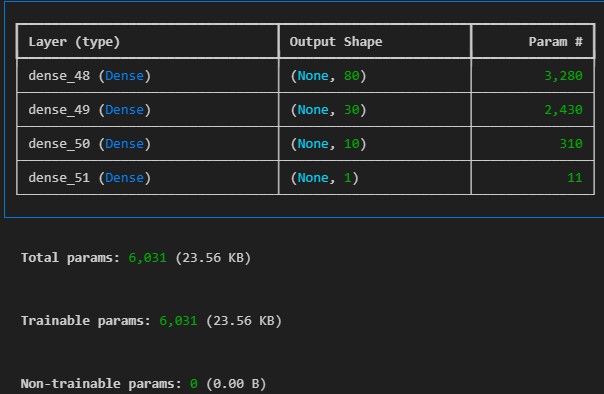 Layer (type) Output Shape Param #
dense_48 (Dense) (None, 80) 3,280
dense_49 (Dense) (None, 30) 2,430
dense_50 (Dense) (None, 10) 310
dense_51 (Dense) (None, 1) 11
Total params: 6,031 (23.56 KB)
Trainable params: 6,031 (23.56 KB)
Non-trainable params: 0 (0.00 B)